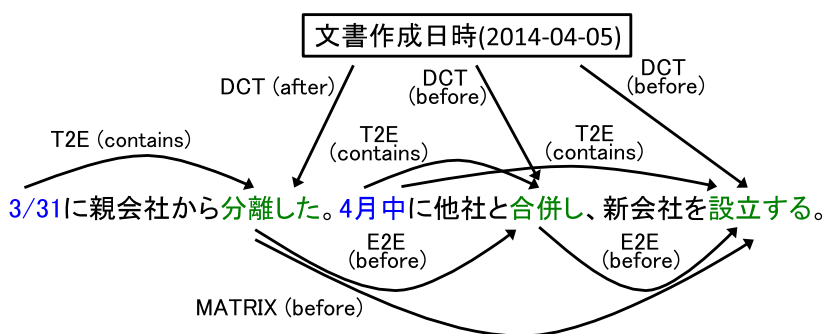 文書作成日時(2014-04-05)
DCT (after)
DCT
(before)
DCT
(before)
T2E (contains)
T2E
(contains)
T2E
(contains)
3/31に親会社から分離した。4月中に他社と合併し、新会社を設立する。
E2E
(before)
E2E
(before)
MATRIX (before)